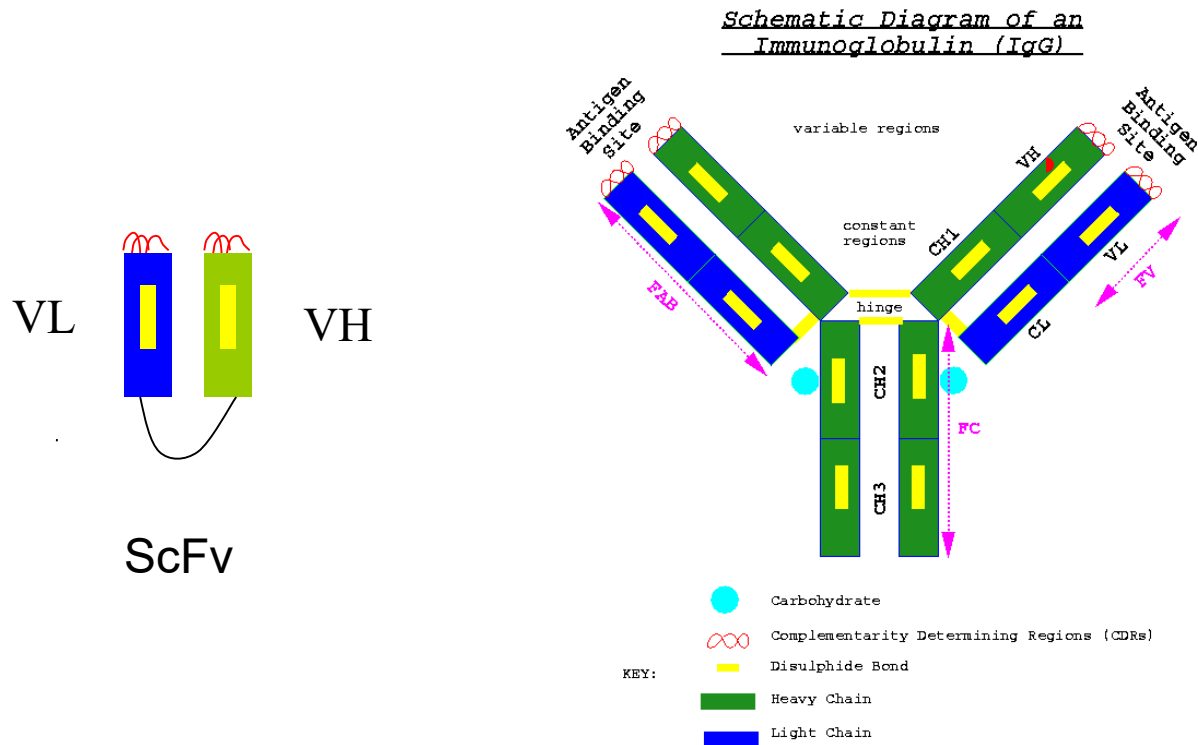 Schematic Diagram of an
Immunoglobulin (IgG)
Antigen
Binding
Site
variable regions
Antigen
Binding
Site
VH
constant
regions
CH1
VL
FV
FAB
hinge
CL
CH2
FC
CH3
VL
VH
ScFv
Carbohydrate
Complementarity Determining Regions (CDRs)
KEY:
Disulphide Bond
Heavy Chain
Light Chain